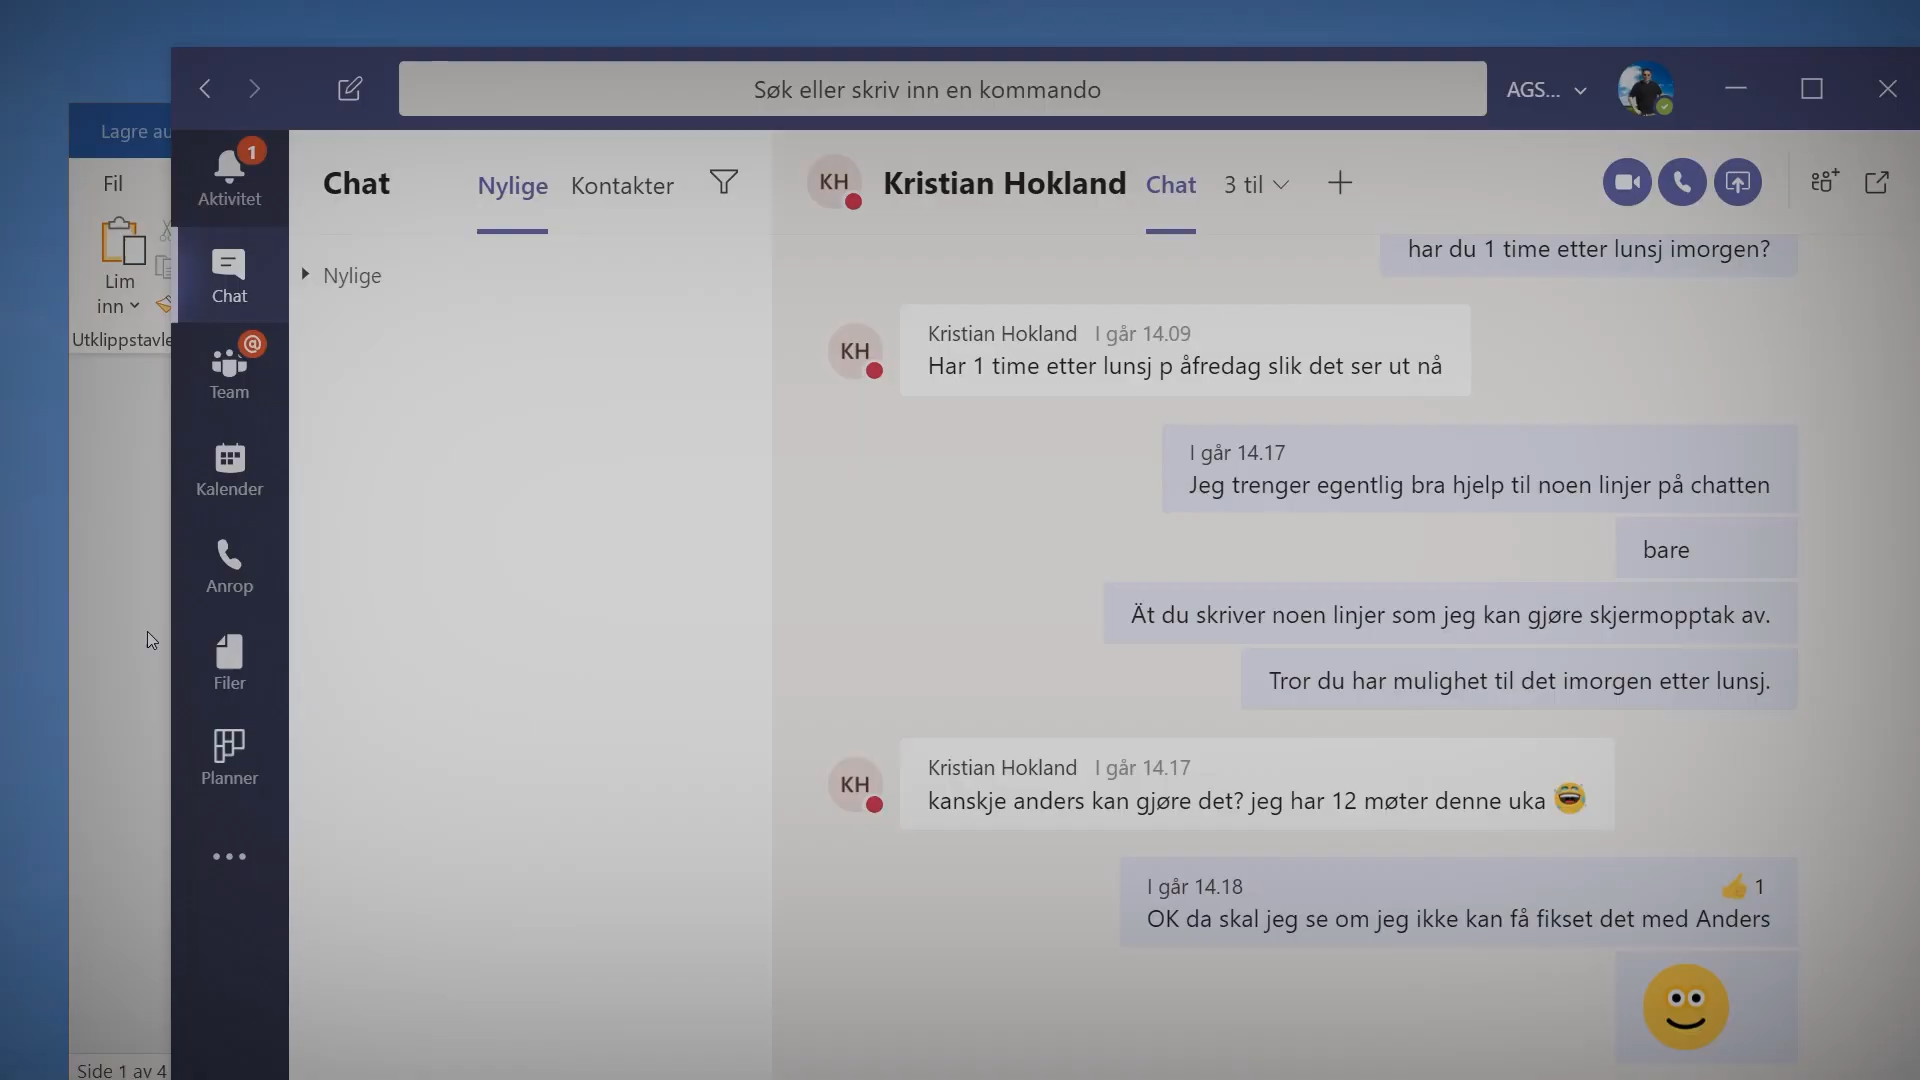 Søk eller skriv inn en kommando
AGS...
Lagre au
Fil
Lim
inn
Utklippstavle
Side 1 av 4
1
Aktivitet
Chat
@
Team
Kalender
Anrop
Filer
Planner
Chat
Nylige
Kontakter
Nylige
KH
Kristian Hokland
Chat
3 til
har du 1 time etter lunsj imorgen?
KH
Kristian Hokland I går 14.09
Har 1 time etter lunsj p åfredag slik det ser ut nå
I går 14.17
Jeg trenger egentlig bra hjelp til noen linjer på chatten
bare
Ät du skriver noen linjer som jeg kan gjøre skjermopptak av.
Tror du har mulighet til det imorgen etter lunsj.
KH
Kristian Hokland I går 14.17
kanskje anders kan gjøre det? jeg har 12 møter denne uka
I går 14.18
1
OK da skal jeg se om jeg ikke kan få fikset det med Anders